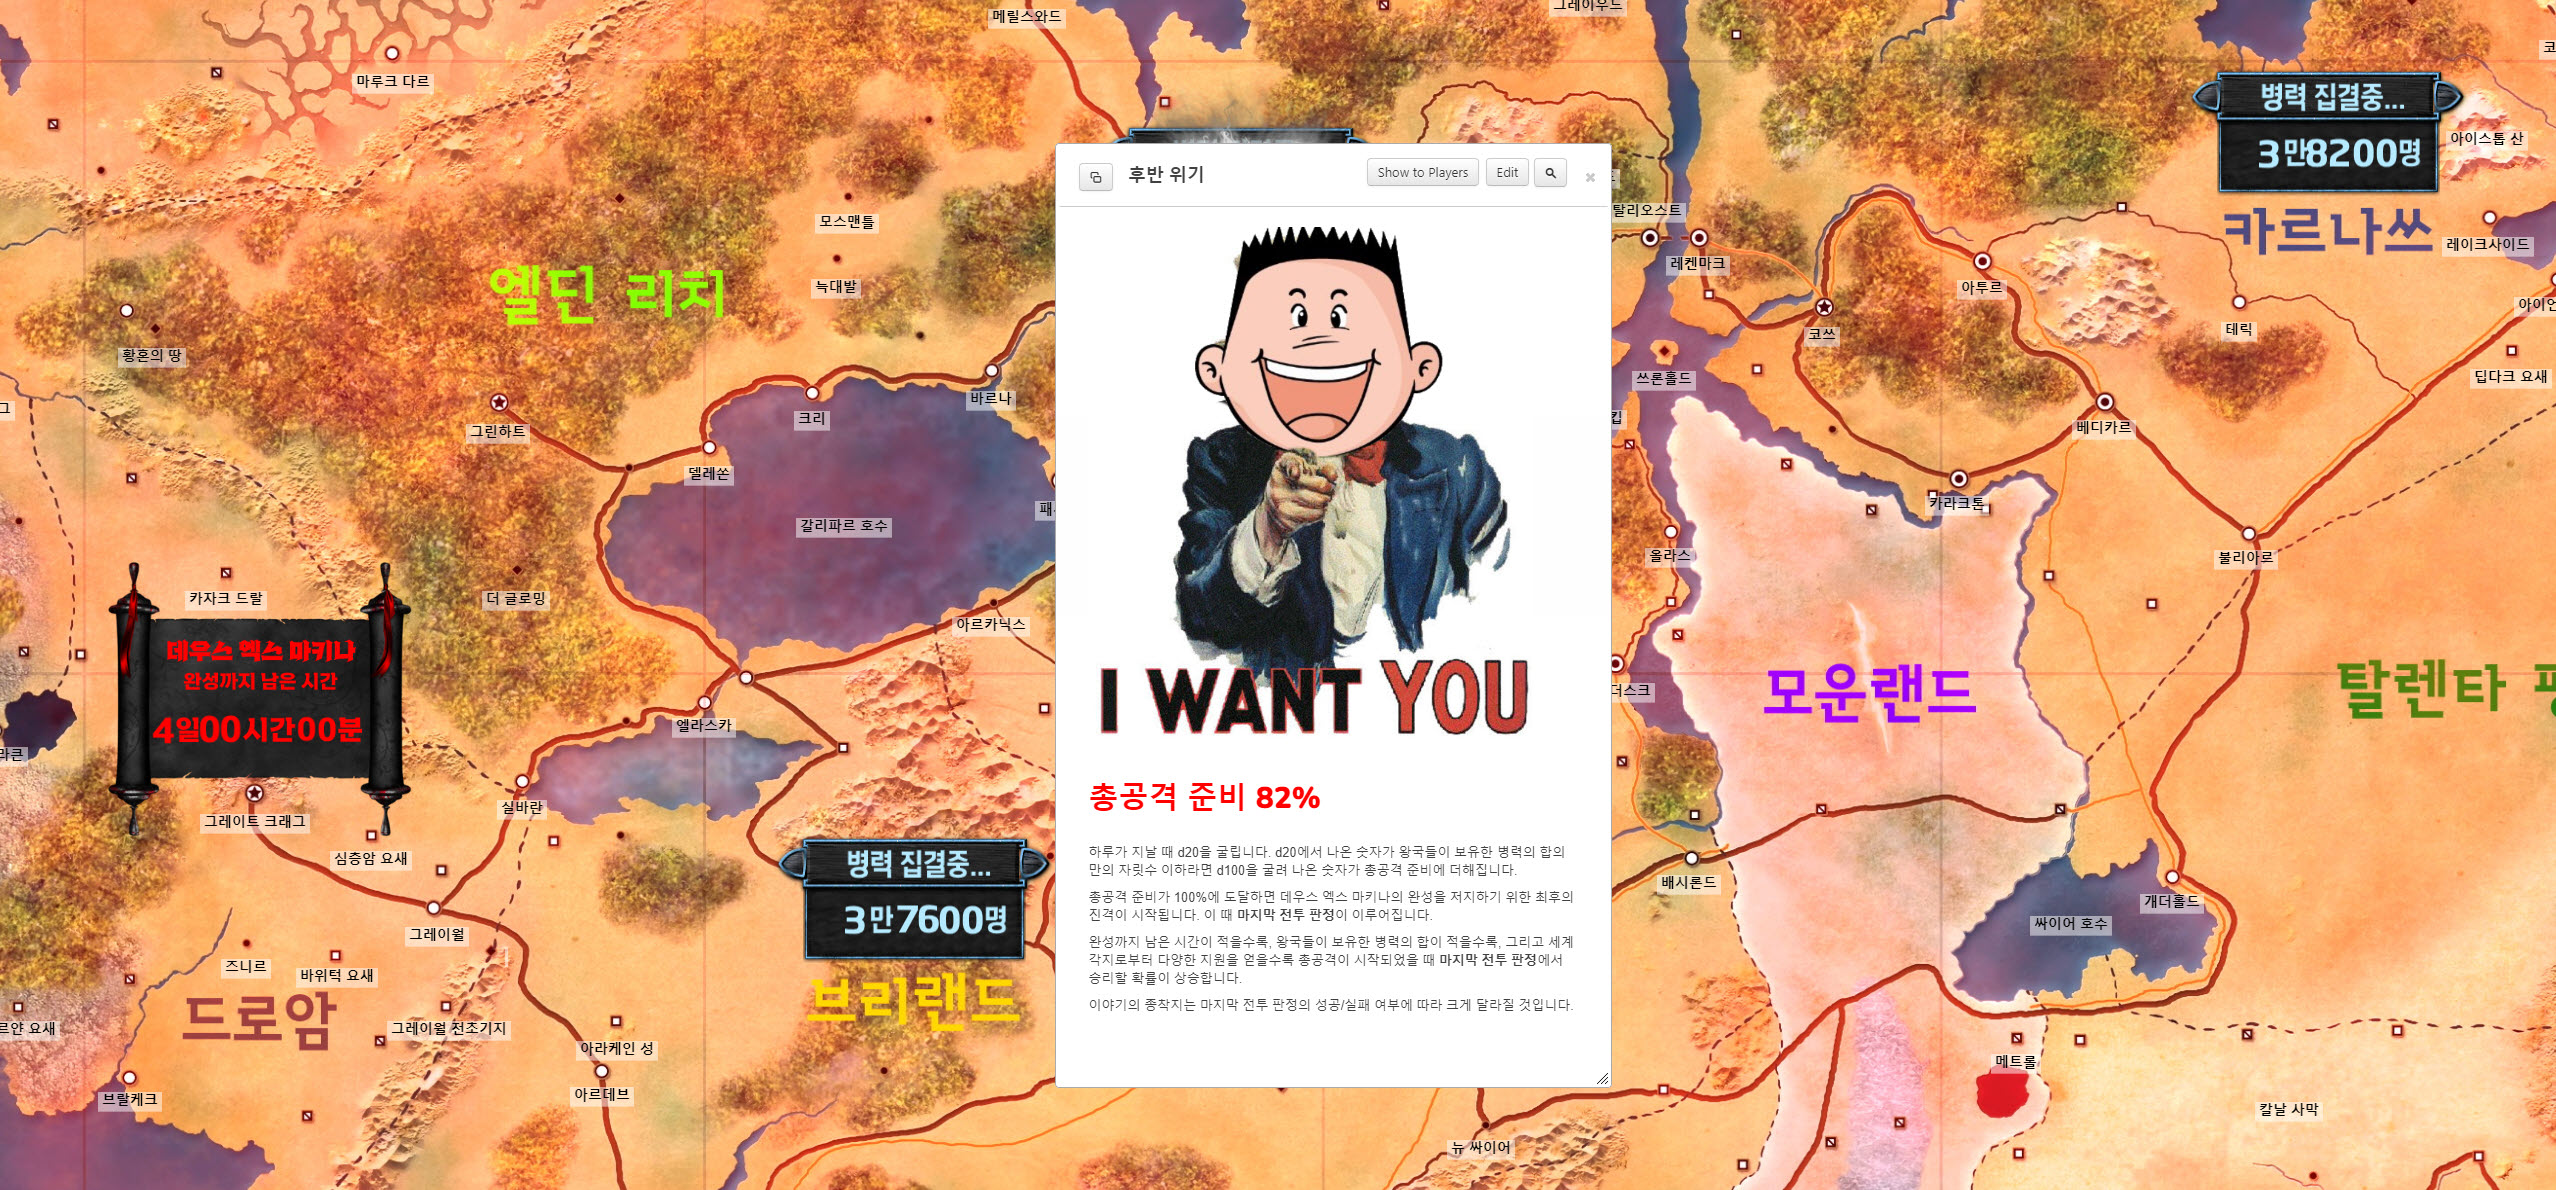 메릴스와드
그레이우드
마루크 다르
병력 집결중...
3만8200명
아이스톱 산
카르나쓰
레이크사이드
후반 위기
Show to Players
Edit
탈리오스트
레켄마크
모스맨틀
늑대발
엘딘 리치
아투르
코쓰
테릭
황혼의 땅
쓰론홀드
딥다크 요새
바르나
크리
그린하트
베디카르
델레쏜
갈리파르 호수
카라크톤
올라스
불리아르
카자크 드랄
더 글로밍
아르카닉스
데우스 엑스 마키나
완성까지 남은 시간
4일00시간00분
모운랜드
탈렌타
엘라스카
I WANT YOU
실바란
그레이트 크래그
심층암 요새
총공격 준비 82%
병력 집결중...
3만7600명
하루가 지날 때 d20을 굴립니다. d20에서 나온 숫자가 왕국들이 보유한 병력의 합의
만의 자릿수 이하라면 d100을 굴려 나온 숫자가 총공격 준비에 더해집니다.
총공격 준비가 100%에 도달하면 데우스 엑스 마키나의 완성을 저지하기 위한 최후의
진격이 시작됩니다. 이 때 마지막 전투 판정이 이루어집니다.
완성까지 남은 시간이 적을수록, 왕국들이 보유한 병력의 합이 적을수록, 그리고 세계
각지로부터 다양한 지원을 얻을수록 총공격이 시작되었을 때 마지막 전투 판정에서
승리할 확률이 상승합니다.
이야기의 종착지는 마지막 전투 판정의 성공/실패 여부에 따라 크게 달라질 것입니다.
배시론드
개더홀드
싸이어 호수
그레이월
즈니르
바위턱 요새
브리랜드
드로암
그레이월 전초기지
아라케인 성
아르데브
브랄케크
메트롤
칼날 사막
뉴 싸이어